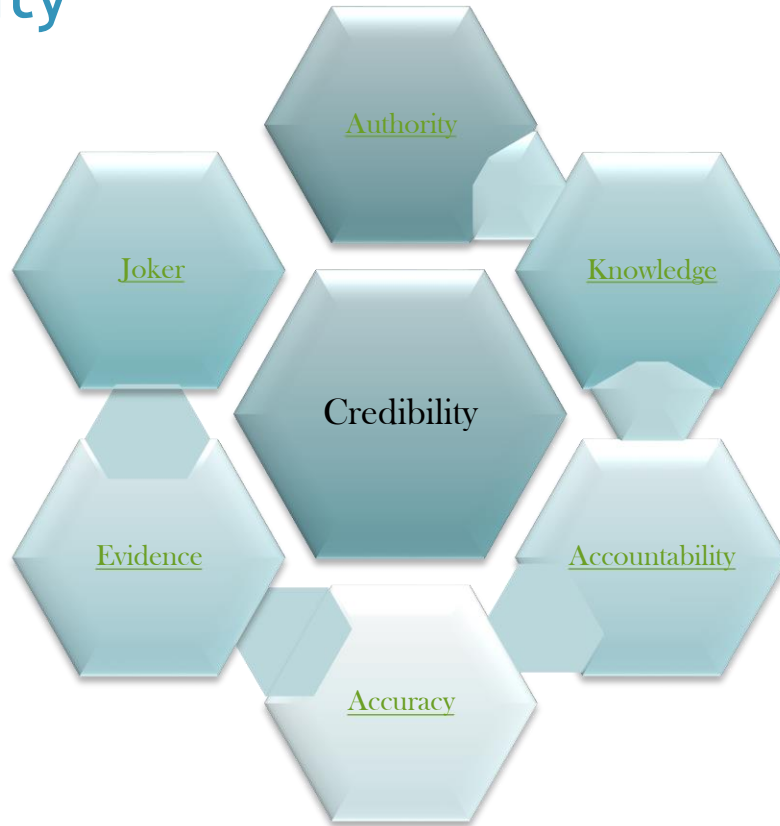 ty
Authority
Joker
Knowledge
Credibility
Evidence
Accountability
Accuracy